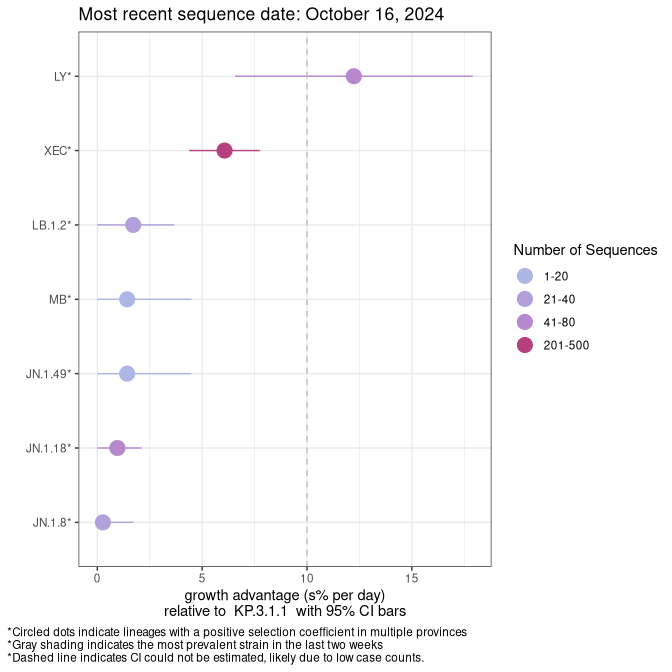 Most recent sequence date: October 16, 2024
LY*
XEC*
LB.1.2*
MB*
JN.1.49*
JN.1.18*
JN.1.8*
0 5 10 15
growth advantage (s% per day)
relative to KP.3.1.1 with 95% CI bars
Number of Sequences
1-20
21-40
41-80
201-500
*Circled dots indicate lineages with a positive selection coefficient in multiple provinces
*Gray shading indicates the most prevalent strain in the last two weeks
*Dashed line indicates CI could not be estimated, likely due to low case counts.